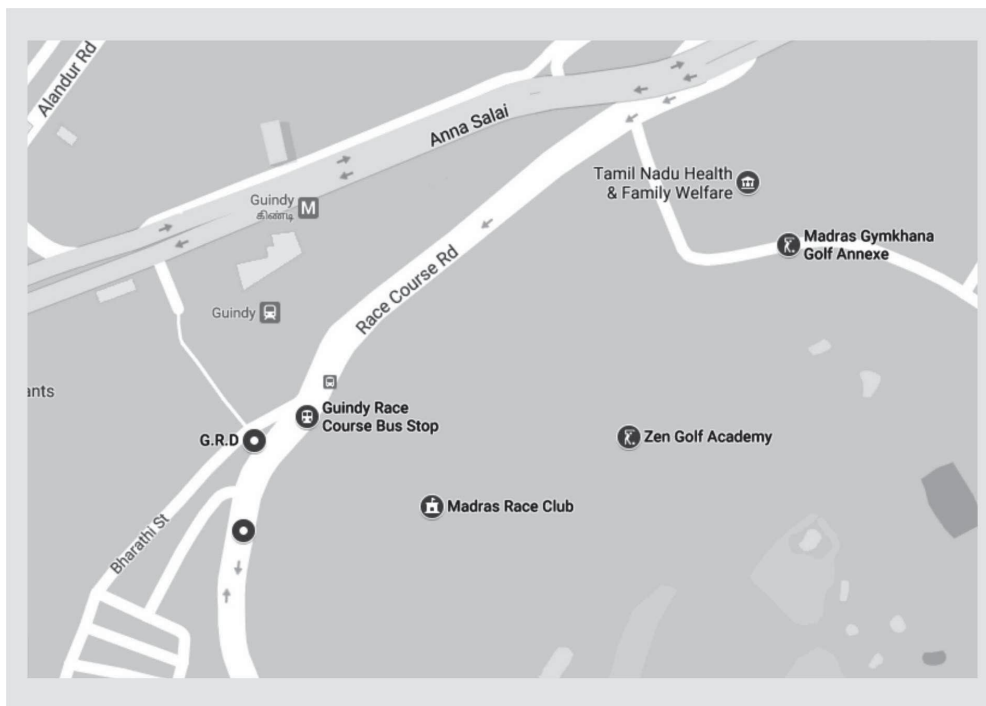 Alandur Rd
Anna Salai
Tamil Nadu Health
& Family Welfare
Guindy
கிண்டி
M
Madras Gymkhana
Golf Annexe
Race Course Rd
Guindy
ants
Guindy Race
Course Bus Stop
G.R.D
Zen Golf Academy
Madras Race Club
Bharathi St